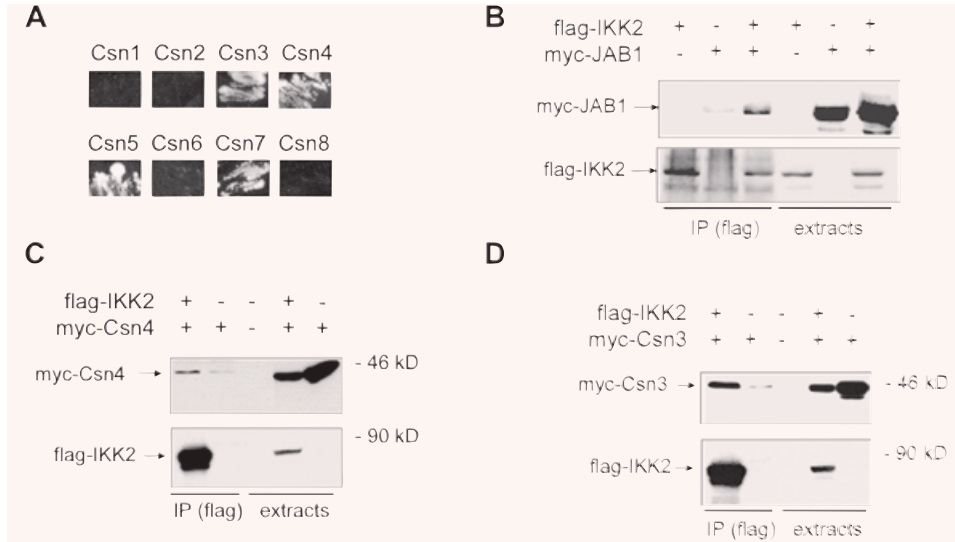 A
Csn1 Csn2 Csn3 Csn4
Csn5 Csn6 Csn7 Csn8
B
flag-IKK2 + - + + - +
myc-JAB1 - + + - + +
myc-JAB1
flag-IKK2
IP (flag) extracts
C
flag-IKK2 + - - + -
myc-Csn4 + + - + +
myc-Csn4
- 46 kD
- 90 kD
flag-IKK2
IP (flag) extracts
D
flag-IKK2 + - - + -
myc-Csn3 + + - + +
myc-Csn3
- 46 kD
- 90 kD
flag-IKK2
IP (flag) extracts